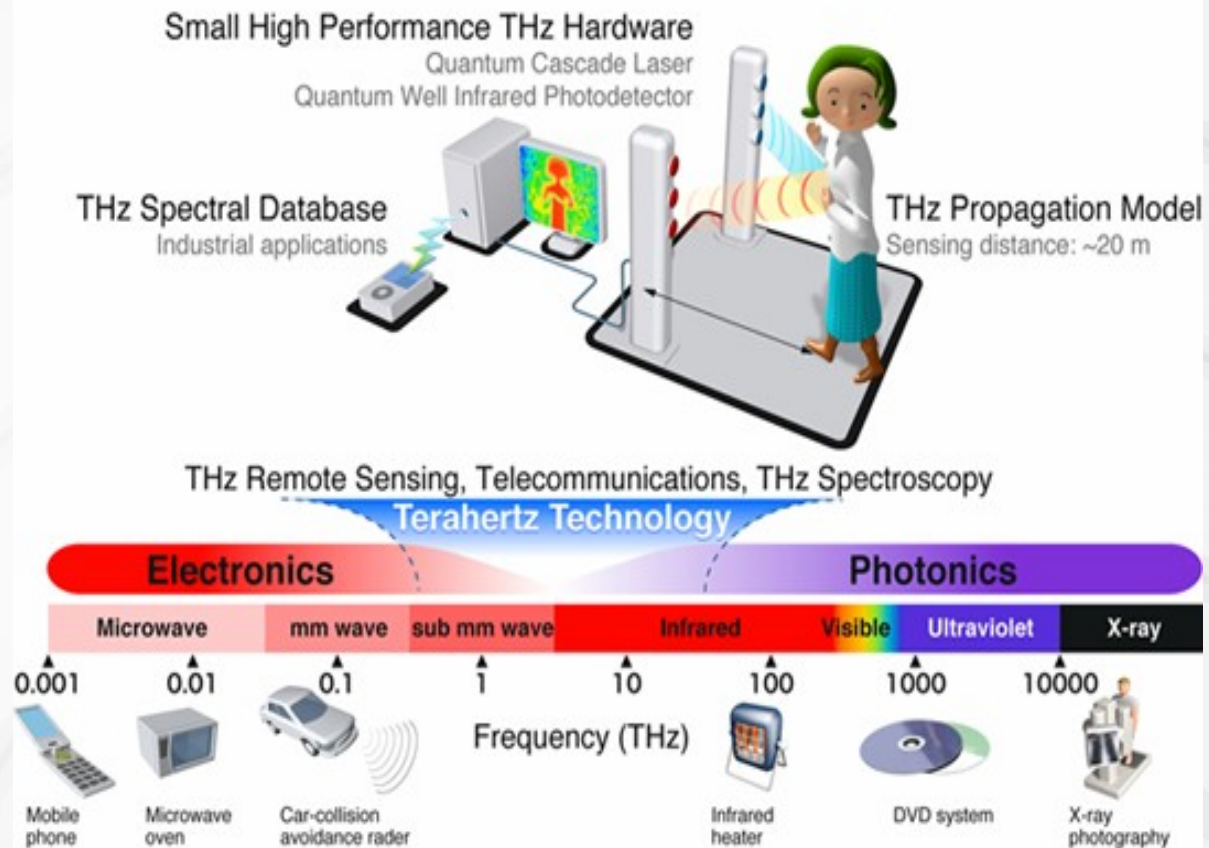 Small High Performance THz Hardware
Quantum Cascade Laser
Quantum Well Infrared Photodetector
THz Spectral Database
Industrial applications
THz Propagation Model
Sensing distance: ~20 m
THz Remote Sensing, Telecommunications, THz Spectroscopy
Terahertz Technology
Electronics
Photonics
Microwave
mm wave
sub mm wave
Infrared
Visible
Ultraviolet
X-ray
0.001
0.01
0.1
1
10
100
1000
10000
Frequency (THz)
Mobile
phone
Microwave
oven
Car-collision
avoidance rader
Infrared
heater
DVD system
X-ray
photography